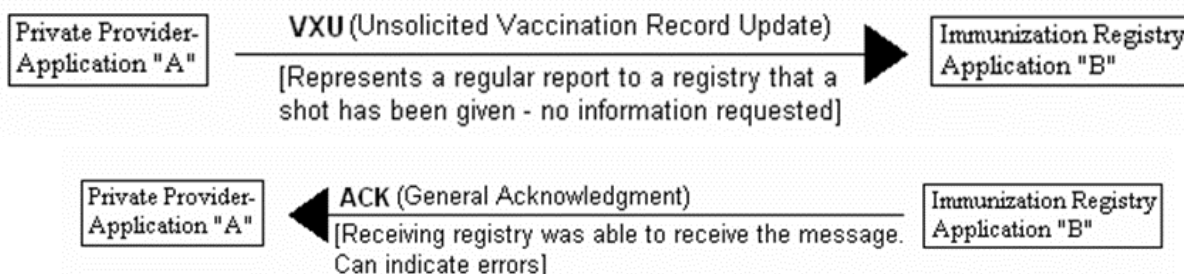 Private Provider-
Application "A"
VXU (Unsolicited Vaccination Record Update)
[Represents a regular report to a registry that a
shot has been given - no information requested]
Immunization Registry
Application "B"
Private Provider-
Application "A"
ACK (General Acknowledgment)
[Receiving registry was able to receive the message.
Can indicate errors]
Immunization Registry
Application "B"